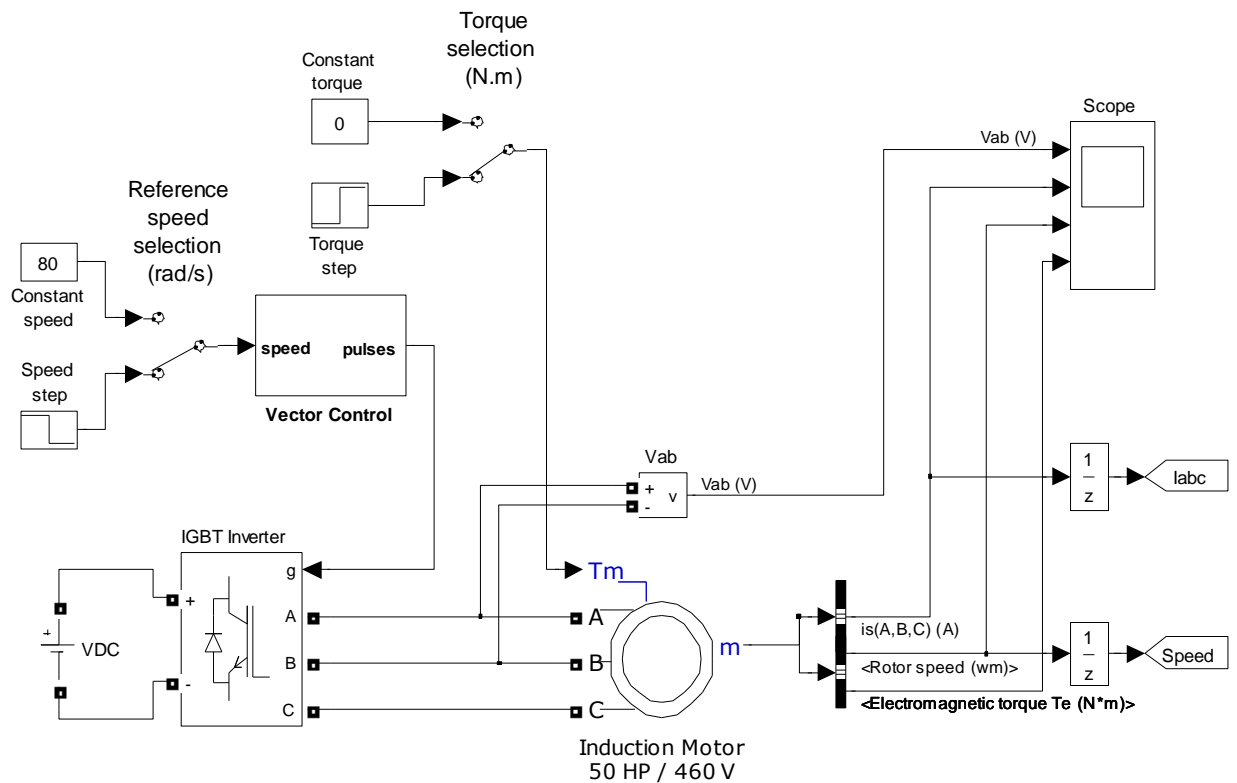 Torque
selection
(N.m)
Constant
torque
0
Scope
Vab (V)
Reference
speed
selection
(rad/s)
Torque
step
80
Constant
speed
speed
pulses
Speed
step
Vector Control
Vab
+
-
v
Vab (V)
1
z
Iabc
IGBT Inverter
g
Tm
+
A
A
+
VDC
is(A,B,C) (A)
B
B
m
<Rotor speed (wm)>
1
z
Speed
-
C
C
<Electromagnetic torque Te (N*m)>
Induction Motor
50 HP / 460 V